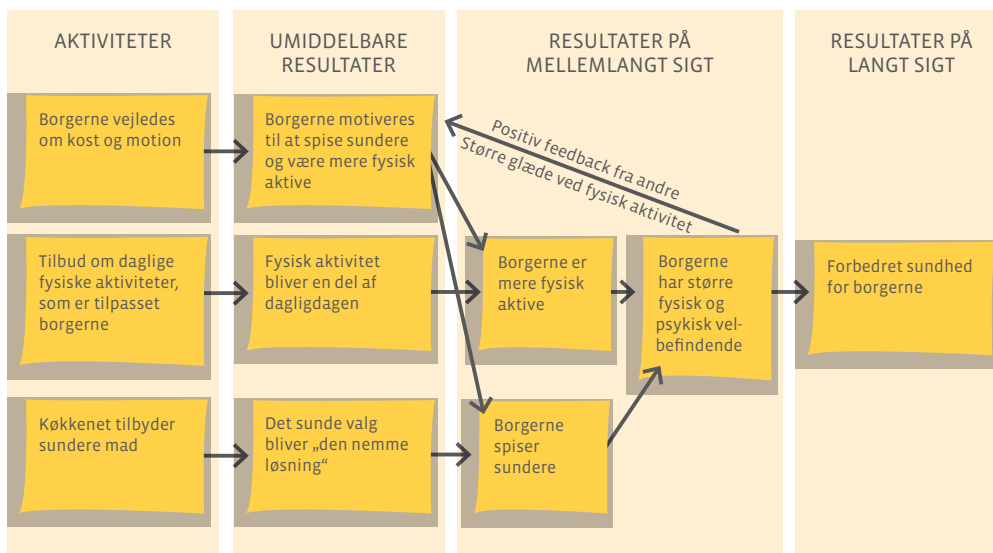 AKTIVITETER
UMIDDELBARE
RESULTATER
RESULTATER PÅ
MELLEMLANGT SIGT
RESULTATER PÅ
LANGT SIGT
Borgerne vejledes
om kost og motion
Borgerne motiveres
til at spise sundere
og være mere fysisk
aktive
Positiv feedback fra andre
Større glæde ved fysisk aktivitet
Tilbud om daglige
fysiske aktiviteter,
som er tilpasset
borgerne
Fysisk aktivitet
bliver en del af
dagligdagen
Borgerne er
mere fysisk
aktive
Borgerne
har større
fysisk og
psykisk vel-
befindende
Forbedret sundhed
for borgerne
Køkkenet tilbyder
sundere mad
Det sunde valg
bliver „den nemme
løsning“
Borgerne
spiser
sundere